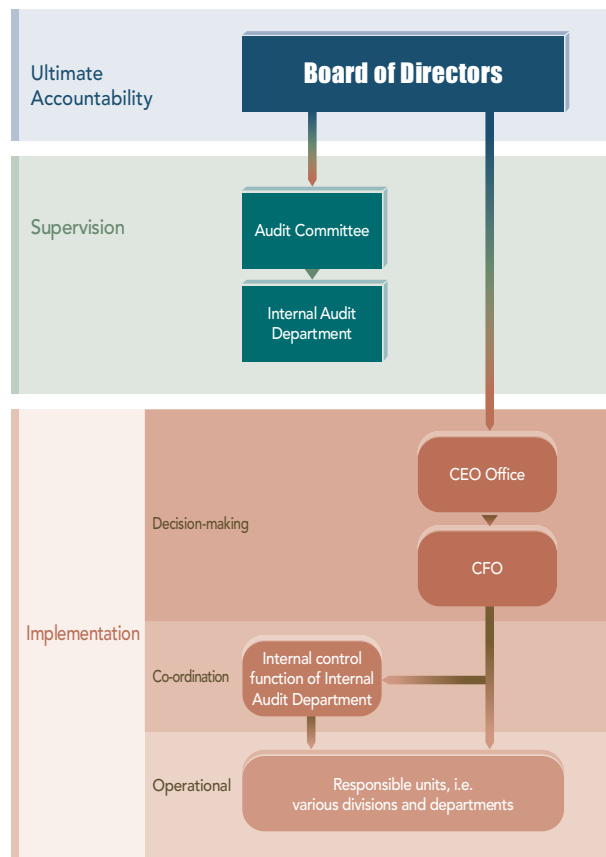 Ultimate
Accountability
Board of Directors
Supervision
Audit Committee
Internal Audit
Department
Implementation
Decision-making
CEO Office
CFO
Co-ordination
Internal control
function of Internal
Audit Department
Operational
Responsible units, i.e.
various divisions and departments